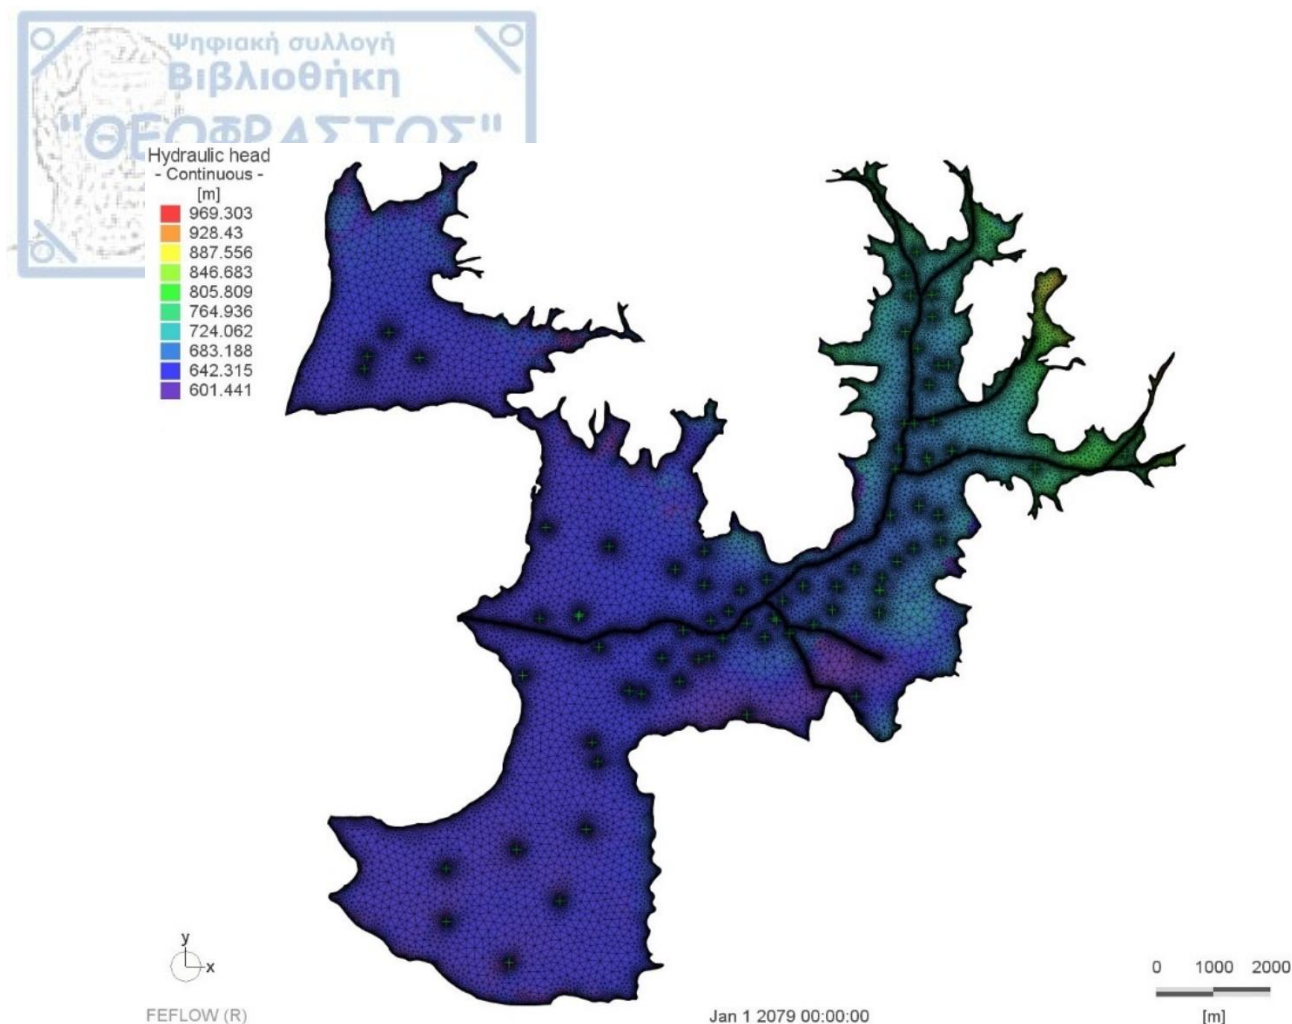 Ψηφιακή συλλογή
Βιβλιοθήκη
"ΘΕΟΦΡΑΣΤΟΣ"
Hydraulic head
- Continuous -
[m]
969.303
928.43
887.556
846.683
805.809
764.936
724.062
683.188
642.315
601.441
y
x
FEFLOW (R)
Jan 1 2079 00:00:00
0 1000 2000
[m]